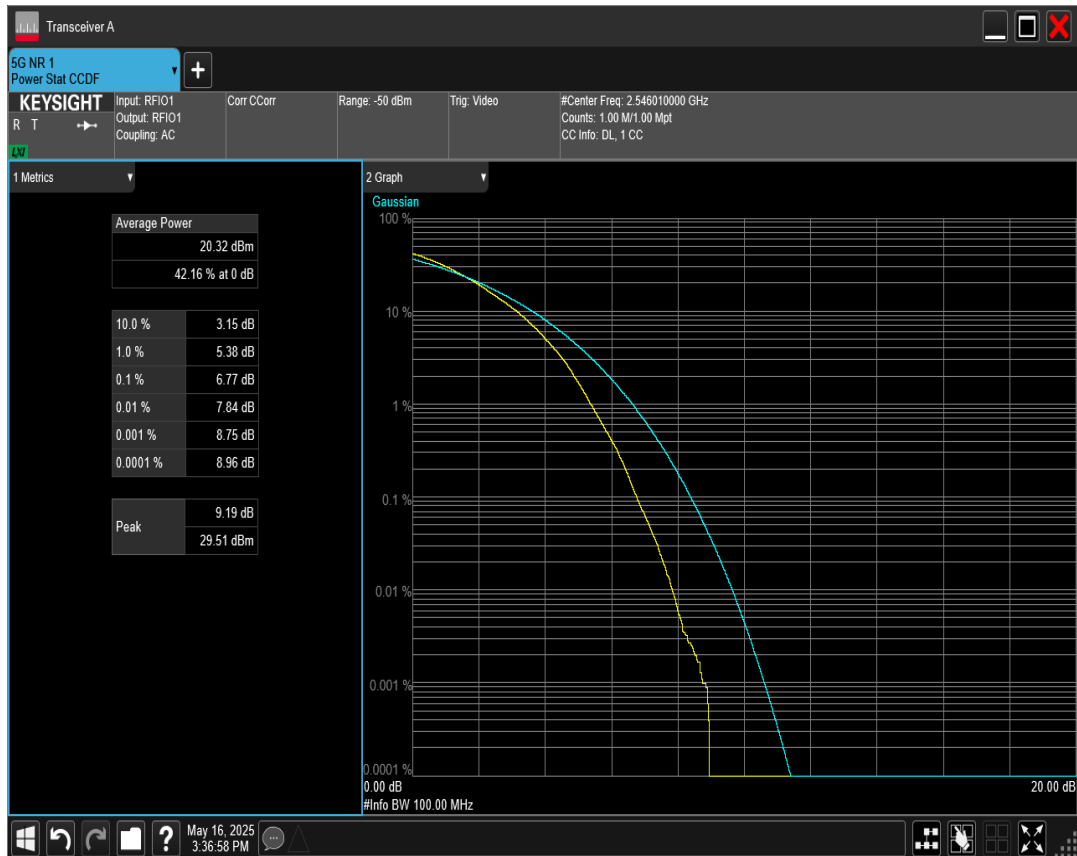 Transceiver A
5G NR 1
Power Stat CCDF
+
KEYSIGHT
R T
LXI
Input: RFIO1
Output: RFIO1
Coupling: AC
Corr CCorr
Range: -50 dBm
Trig: Video
#Center Freq: 2.546010000 GHz
Counts: 1.00 M/1.00 Mpt
CC Info: DL, 1 CC
1 Metrics
Average Power
20.32 dBm
42.16 % at 0 dB
10.0 % 3.15 dB
1.0 % 5.38 dB
0.1 % 6.77 dB
0.01 % 7.84 dB
0.001 % 8.75 dB
0.0001 % 8.96 dB
Peak
9.19 dB
29.51 dBm
2 Graph
Gaussian
100 %
10 %
1 %
0.1 %
0.01 %
0.001 %
0.0001 %
0.00 dB 20.00 dB
#Info BW 100.00 MHz
?
May 16, 2025
3:36:58 PM